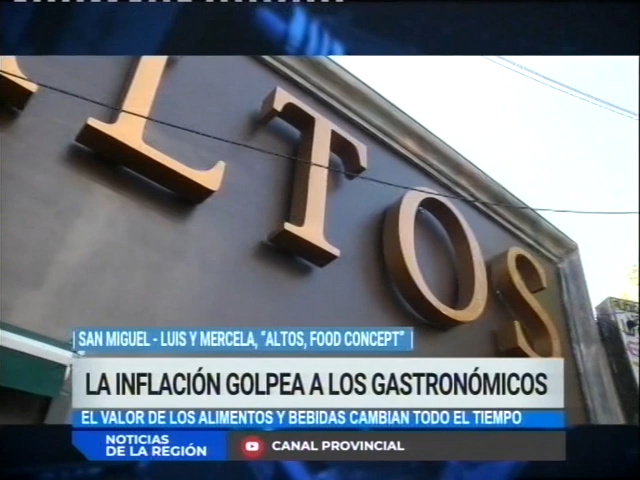 ALTOS
| SAN MIGUEL - LUIS Y MERCELA, "ALTOS, FOOD CONCEPT" |
LA INFLACIÓN GOLPEA A LOS GASTRONÓMICOS
EL VALOR DE LOS ALIMENTOS Y BEBIDAS CAMBIAN TODO EL TIEMPO
NOTICIAS
DE LA REGIÓN
CANAL PROVINCIAL